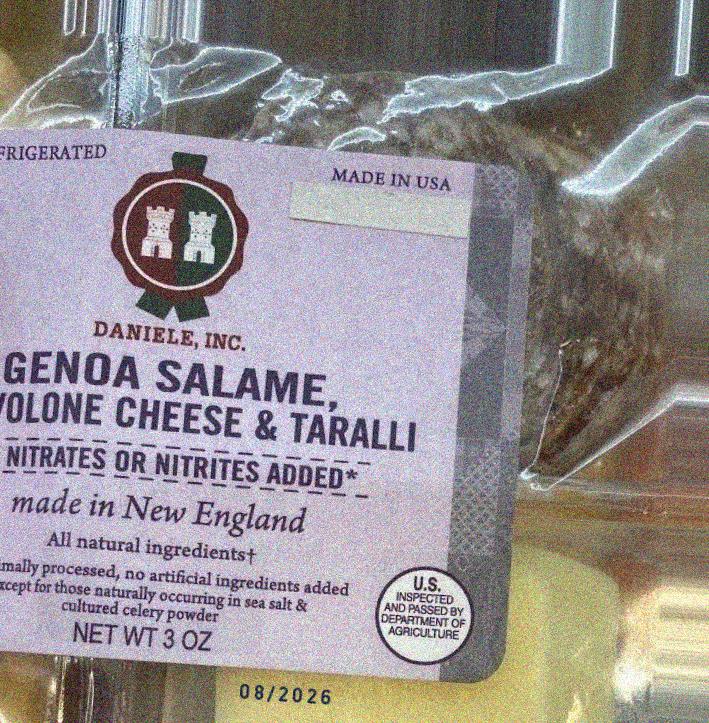 FRIGERATED
MADE IN USA
DANIELE, INC.
GENOA SALAME,
VOLONE CHEESE & TARALLI
NITRATES OR NITRITES ADDED*
made in New England
All natural ingredients†
mally processed, no artificial ingredients added
xcept for those naturally occurring in sea salt &
cultured celery powder
NET WT 3 OZ
U.S.
INSPECTED
AND PASSED BY
DEPARTMENT OF
AGRICULTURE
08/2026